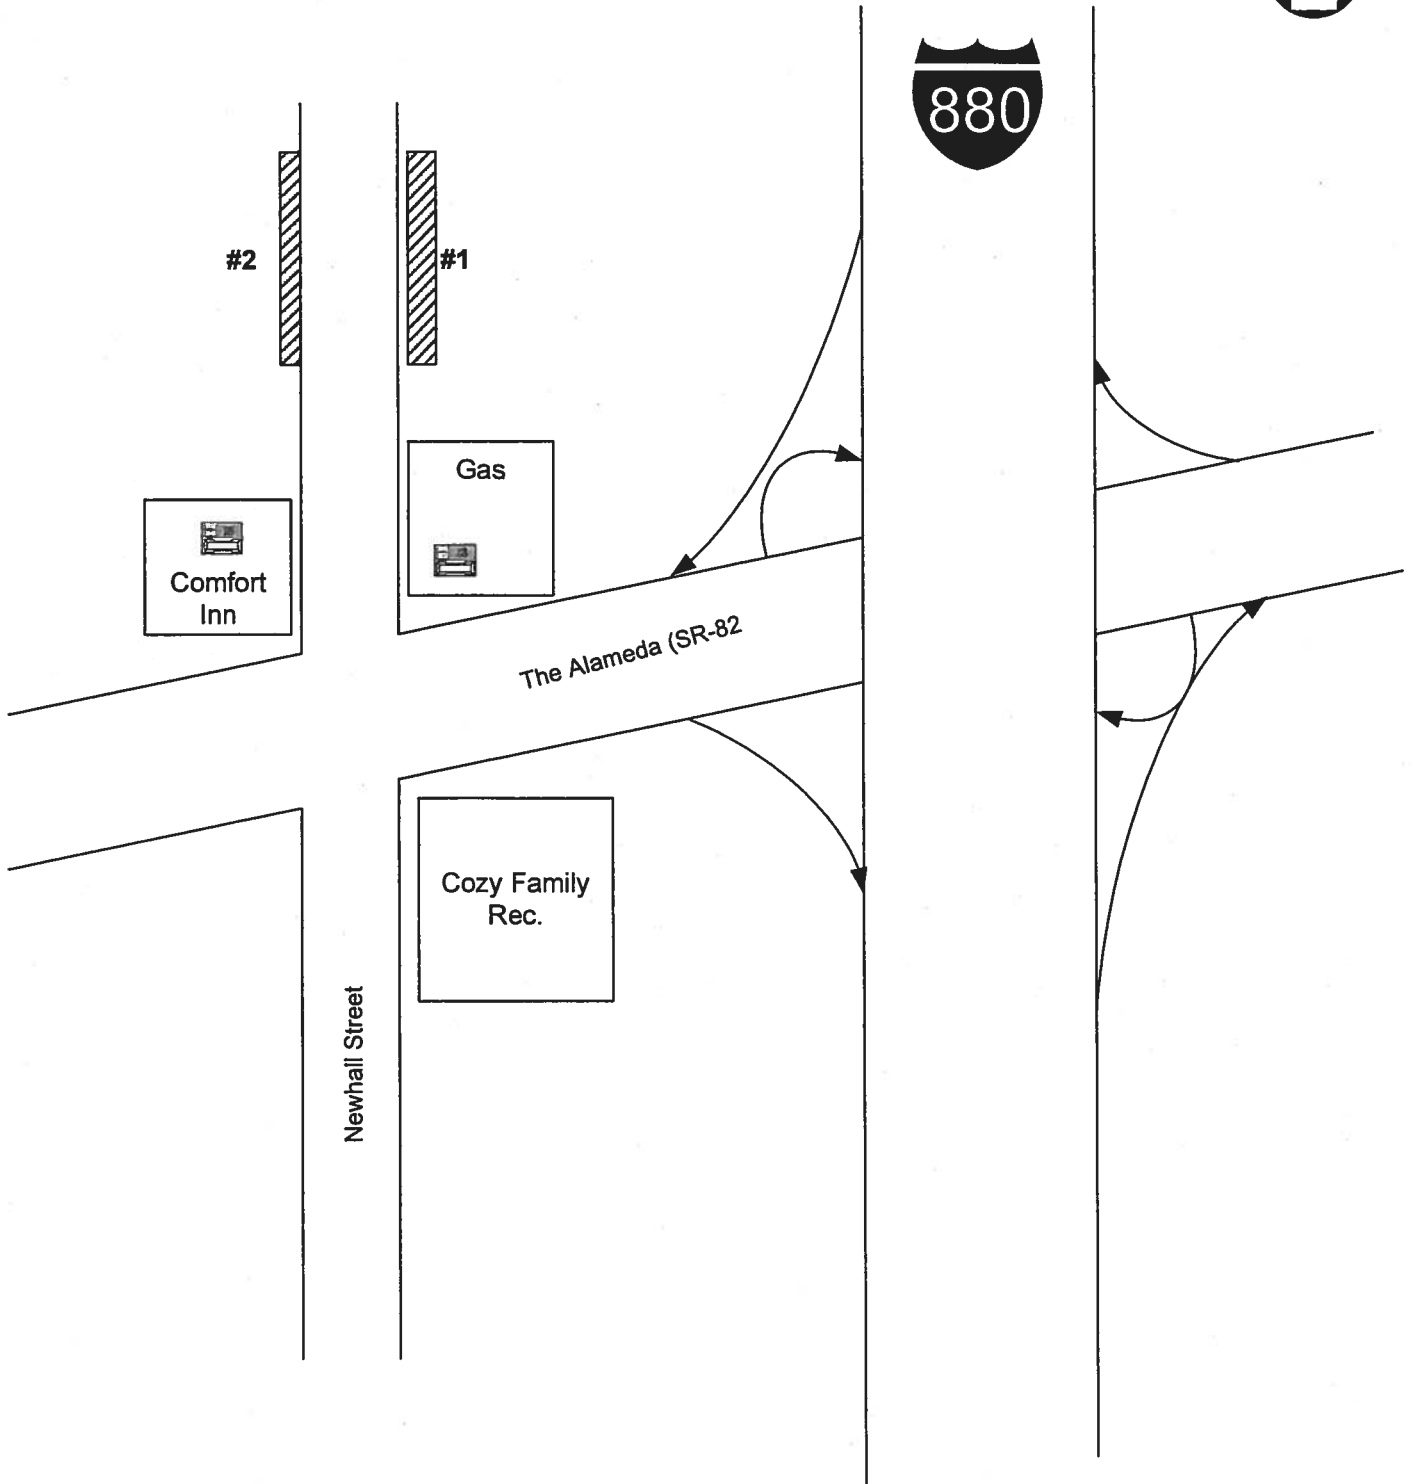 880
#2
#1
Gas
Comfort
Inn
The Alameda (SR-82
Cozy Family
Rec.
Newhall Street